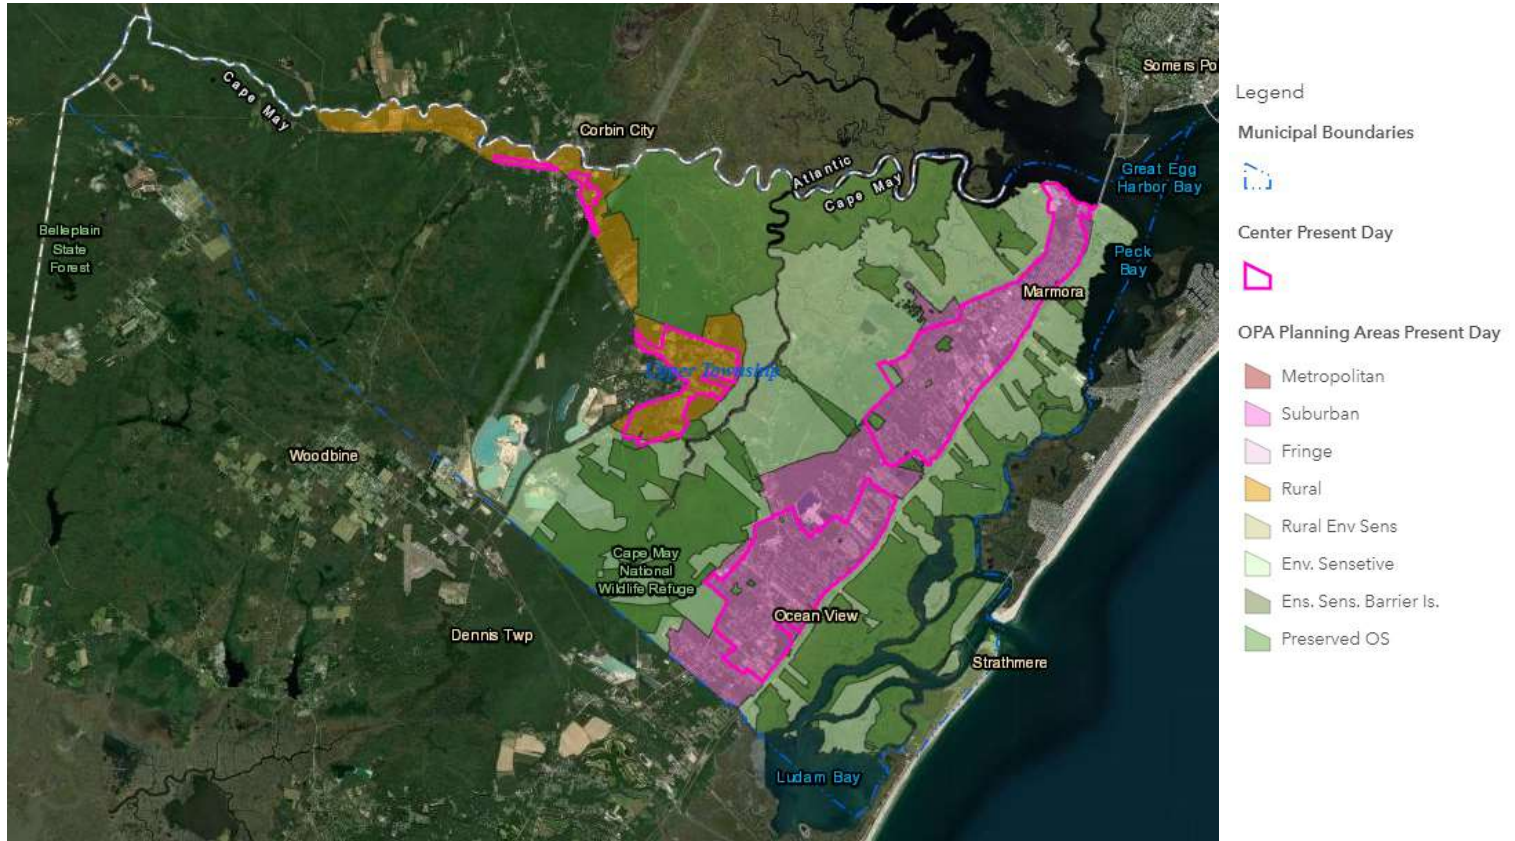 Somers Po
Cape May
Corbin City
Atlantic
Cape May
Great Egg
Harbor Bay
Belleplain
State
Forest
Peck
Bay
Marmora
Upper Township
Woodbine
Cape May
National
Wildlife Refuge
Ocean View
Dennis Twp
Strathmere
Ludam Bay
Legend
Municipal Boundaries
Center Present Day
OPA Planning Areas Present Day
Metropolitan
Suburban
Fringe
Rural
Rural Env Sens
Env. Sensetive
Ens. Sens. Barrier Is.
Preserved OS